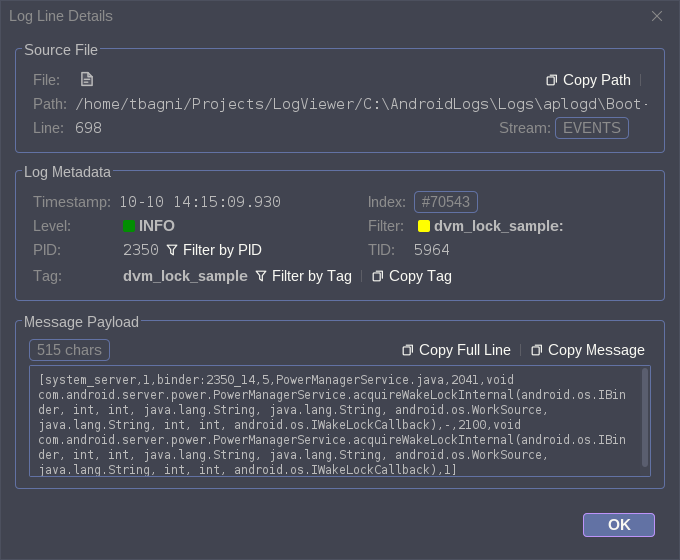 Log Line Details
Source File
File: Copy Path
Path: /home/tbagni/Projects/LogViewer/C:\AndroidLogs\Logs\aplogd\Boot-
Line: 698 Stream: EVENTS
Log Metadata
Timestamp: 10-10 14:15:09.930 Index: #70543
Level: INFO Filter: dvm_lock_sample:
PID: 2350 Filter by PID TID: 5964
Tag: dvm_lock_sample Filter by Tag Copy Tag
Message Payload
515 chars Copy Full Line Copy Message
[system_server,1,binder:2350_14,5,PowerManagerService.java,2041,void
com.android.server.power.PowerManagerService.acquireWakeLockInternal(android.os.IBin
der, int, int, java.lang.String, java.lang.String, android.os.WorkSource,
java.lang.String, int, int, android.os.IWakeLockCallback),-,2100,void
com.android.server.power.PowerManagerService.acquireWakeLockInternal(android.os.IBin
der, int, int, java.lang.String, java.lang.String, android.os.WorkSource,
java.lang.String, int, int, android.os.IWakeLockCallback),1]
OK